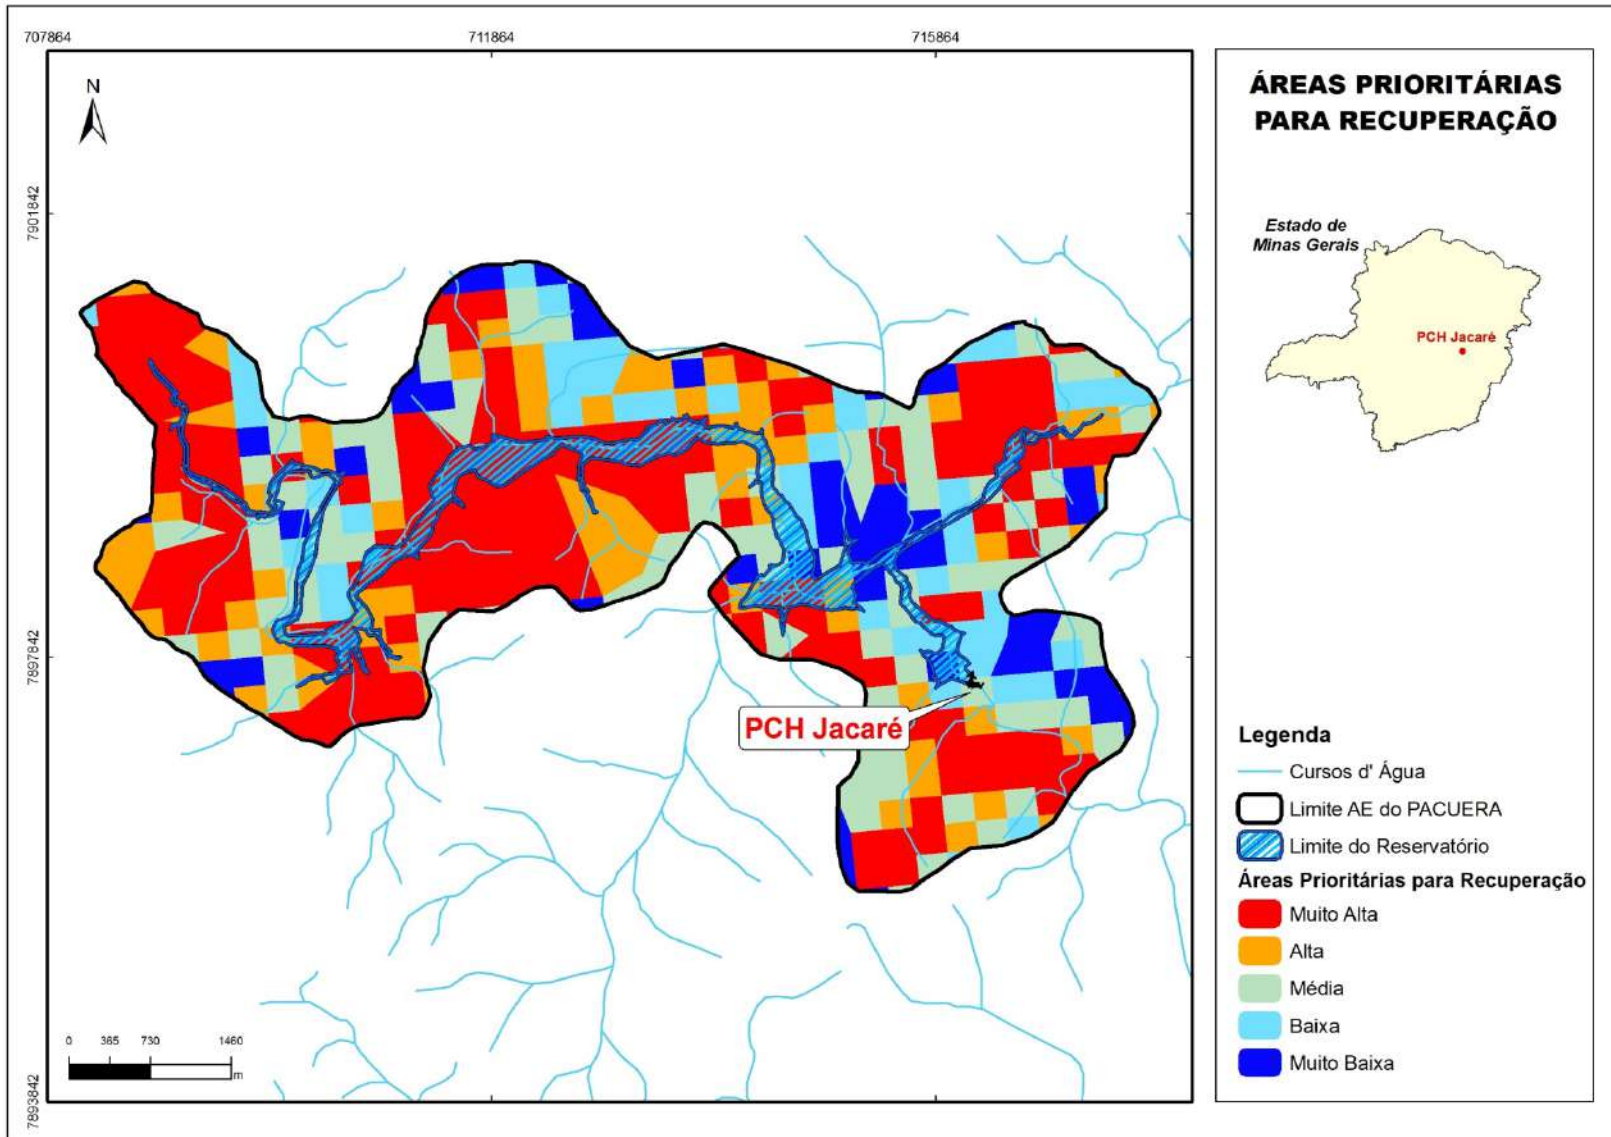 707864
711864
715864
N
7901842
7897842
7893842
PCH Jacaré
0 365 730 1460
m
ÁREAS PRIORITÁRIAS
PARA RECUPERAÇÃO
Estado de
Minas Gerais
PCH Jacaré
Legenda
Cursos d' Água
Limite AE do PACUERA
Limite do Reservatório
Áreas Prioritárias para Recuperação
Muito Alta
Alta
Média
Baixa
Muito Baixa